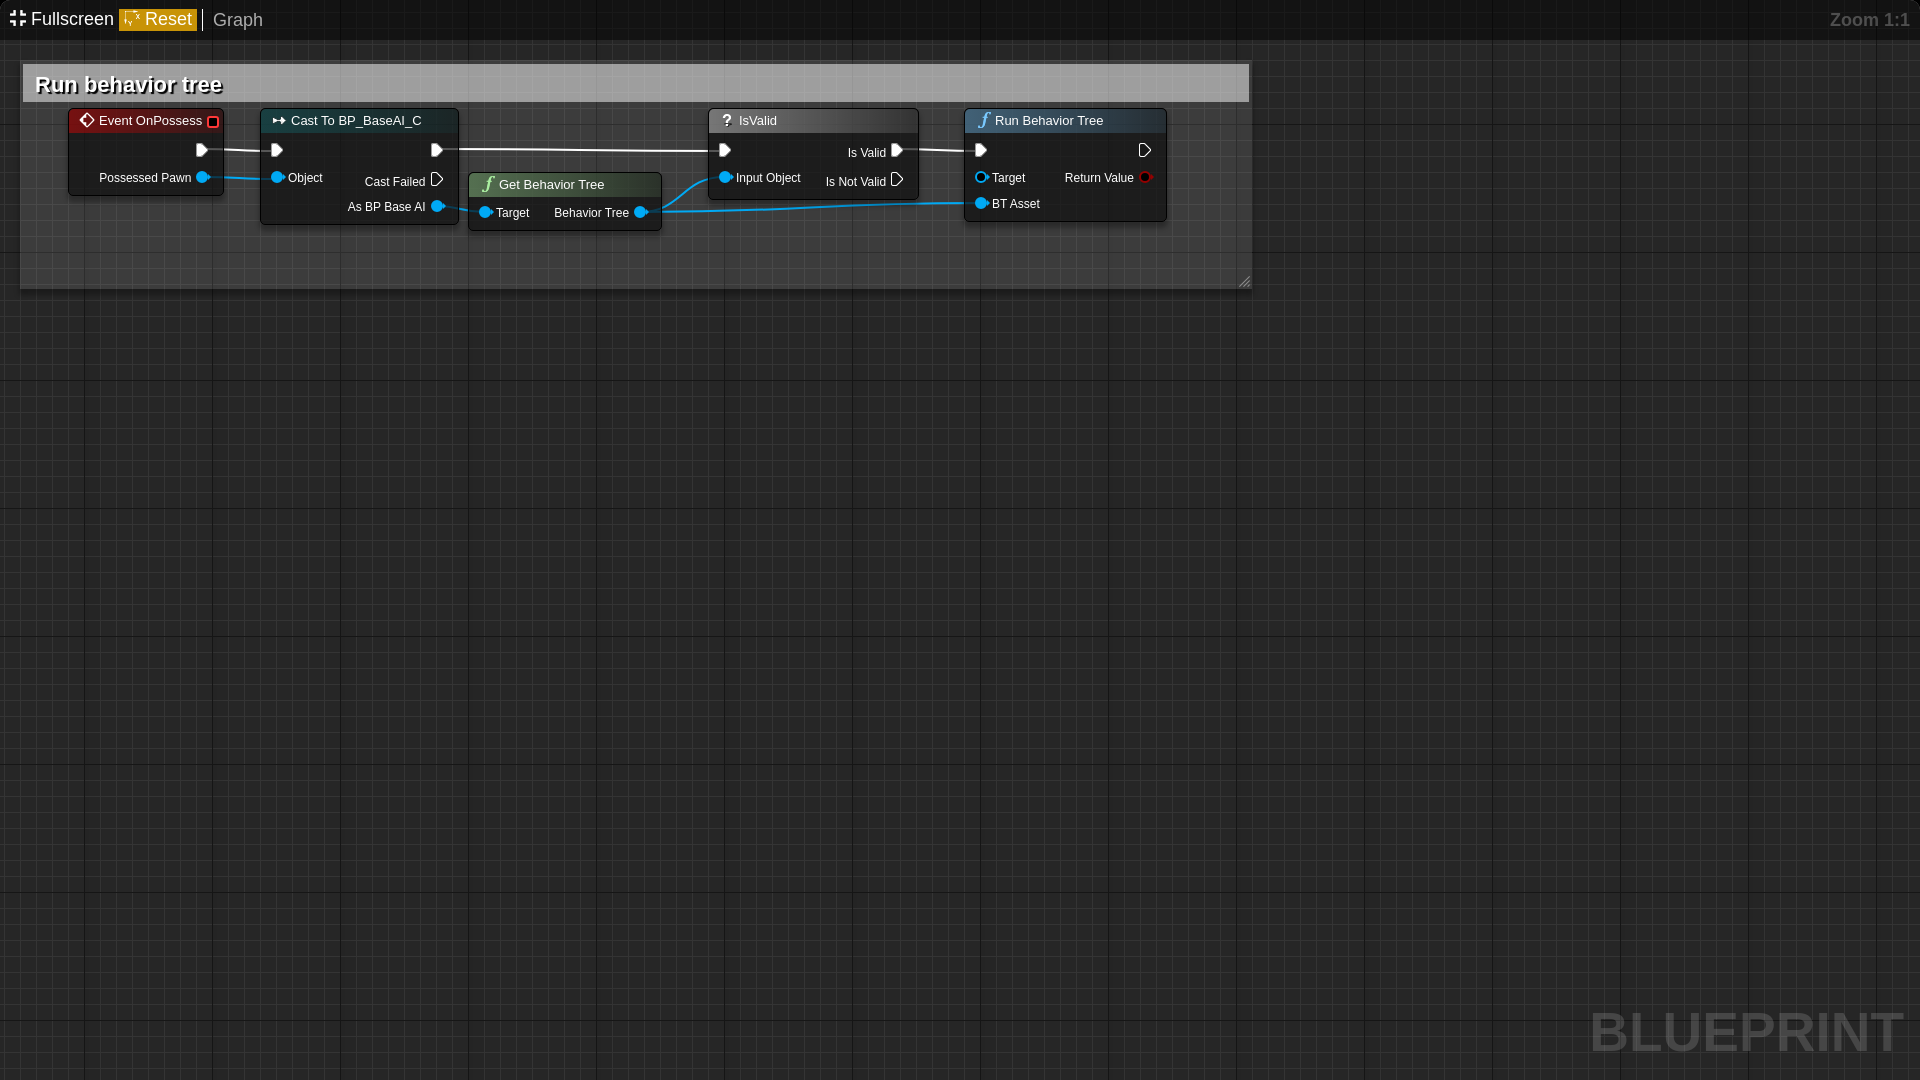 Fullscreen Reset Graph Zoom 1:1
Run behavior tree
Event OnPossess
Possessed Pawn
Cast To BP_BaseAI_C
Object
Cast Failed
As BP Base AI
Get Behavior Tree
Target Behavior Tree
? IsValid
Is Valid
Input Object
Is Not Valid
f Run Behavior Tree
Target Return Value
BT Asset
BLUEPRINT